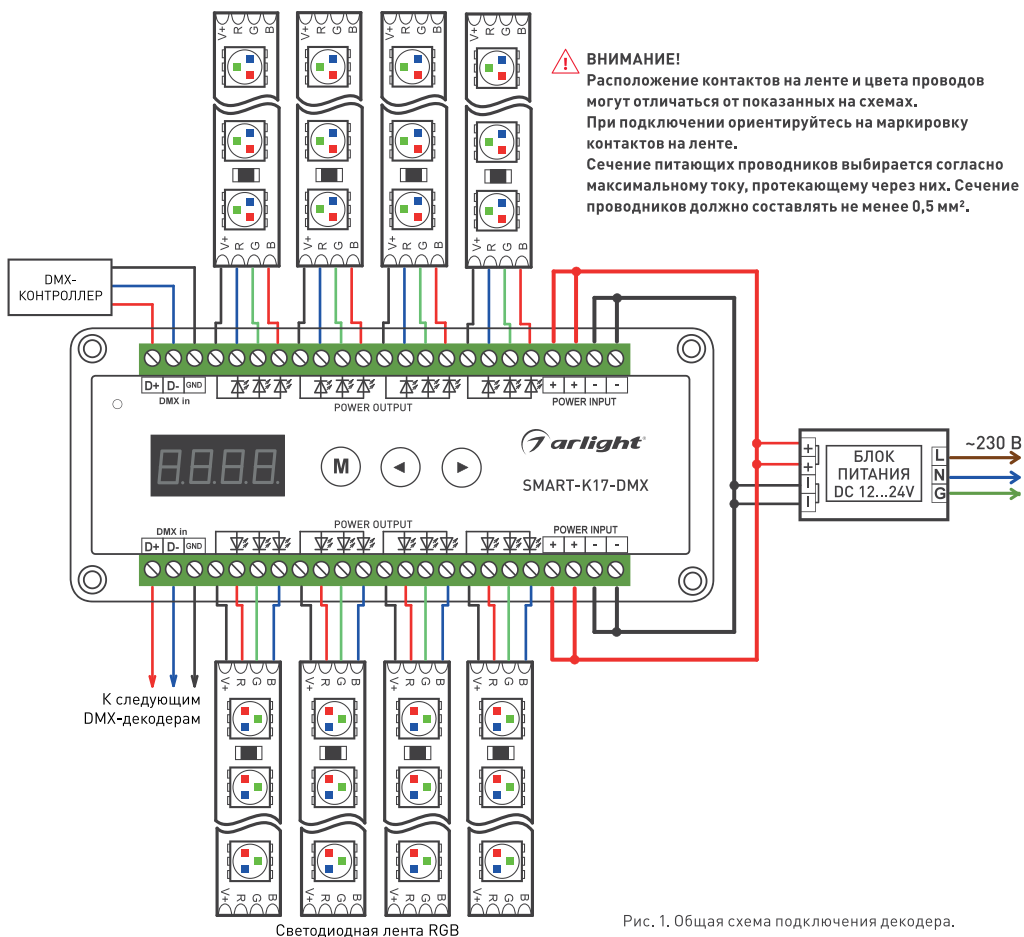 V+ R G B
V+ R G B
V+ R G B
V+ R G B
ВНИМАНИЕ!
Расположение контактов на ленте и цвета проводов
могут отличаться от показанных на схемах.
При подключении ориентируйтесь на маркировку
контактов на ленте.
Сечение питающих проводников выбирается согласно
максимальному току, протекающему через них. Сечение
проводников должно составлять не менее 0,5 мм².
V+ R G B
V+ R G B
V+ R G B
V+ R G B
DMX-
КОНТРОЛЛЕР
D+ D- GND
DMX in
POWER OUTPUT
+ + - -
POWER INPUT
8.8.8.8
M
arlight
SMART-K17-DMX
~230 В
+
+
–
–
БЛОК
ПИТАНИЯ
DC 12...24V
L
N
G
DMX in
D+ D- GND
POWER OUTPUT
POWER INPUT
+ + - -
V+ R G B
V+ R G B
V+ R G B
V+ R G B
К следующим
DMX-декодерам
V+ R G B
V+ R G B
V+ R G B
V+ R G B
Светодиодная лента RGB
Рис. 1. Общая схема подключения декодера.